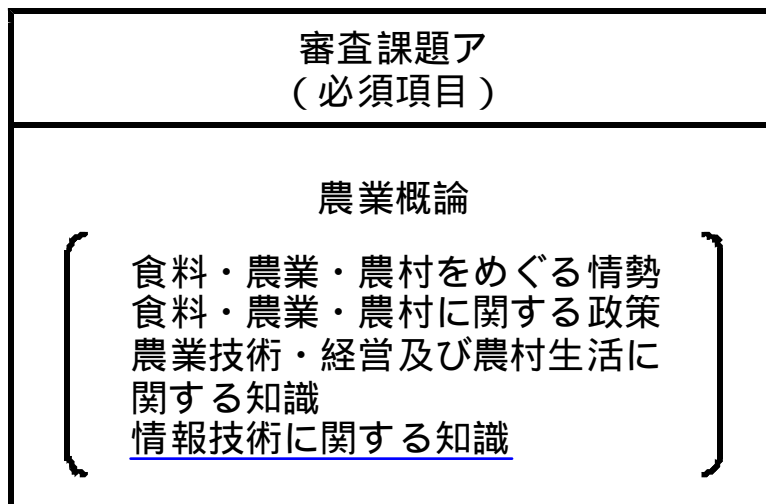 審査課題ア
(必須項目)
農業概論
食料・農業・農村をめぐる情勢
食料・農業・農村に関する政策
農業技術・経営及び農村生活に
関する知識
情報技術に関する知識